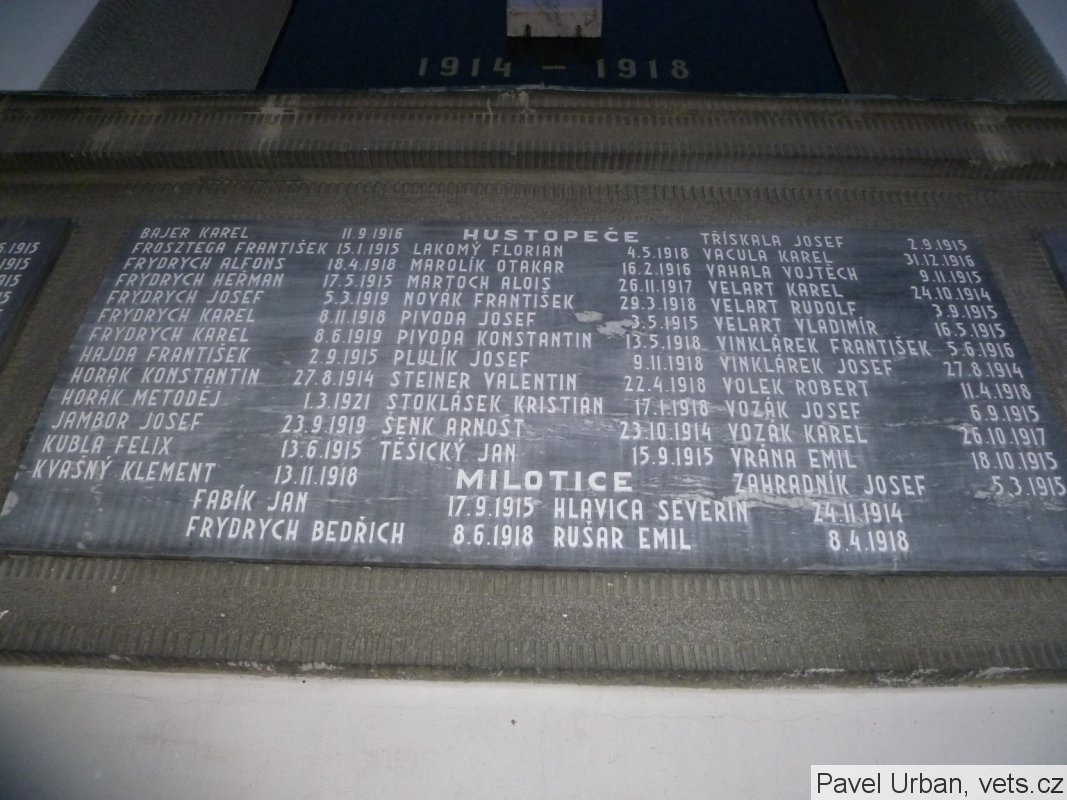 1914 – 1918
HUSTOPEČE
BAJER KAREL 11.9.1916
FROSZTEGA FRANTIŠEK 15.1.1915
FRYDRYCH ALFONS 18.4.1918
FRYDRYCH HEŘMAN 17.5.1915
FRYDRYCH JOSEF 5.3.1919
FRYDRYCH KAREL 8.11.1918
FRYDRYCH KAREL 8.6.1919
HAJDA FRANTIŠEK 2.9.1915
HORÁK KONSTANTIN 27.8.1914
HORÁK METODĚJ 1.3.1921
JAMBOR JOSEF 23.9.1919
KUBLA FELIX 13.6.1915
KVAŠNÝ KLEMENT 13.11.1918
LAKOMÝ FLORIÁN 4.5.1918
MAROLÍK OTAKAR 16.2.1916
MARTOCH ALOIS 26.11.1917
NOVÁK FRANTIŠEK 29.3.1918
PIVODA JOSEF 3.5.1915
PIVODA KONSTANTIN 13.5.1918
PLULÍK JOSEF 9.11.1918
STEINER VALENTIN 22.4.1918
STOKLÁSEK KRISTIÁN 17.1.1918
ŠENK ARNOŠT 23.10.1914
TĚŠICKÝ JAN 15.9.1915
TŘÍSKALA JOSEF 2.9.1915
VACULA KAREL 31.12.1916
VAHALA VOJTĚCH 9.11.1915
VELART KAREL 24.10.1914
VELART RUDOLF 3.9.1915
VELART VLADIMÍR 16.5.1915
VINKLÁREK FRANTIŠEK 5.6.1916
VINKLÁREK JOSEF 27.8.1914
VOLEK ROBERT 11.4.1918
VOZÁK JOSEF 6.9.1915
VOZÁK KAREL 26.10.1917
VRÁNA EMIL 18.10.1915
ZAHRADNÍK JOSEF 5.3.1915
MILOTICE
FABÍK JAN 17.9.1915 HLAVICA SEVERIN 24.11.1914
FRYDRYCH BEDŘICH 8.6.1918 RUŠAR EMIL 8.4.1918
Pavel Urban, vets.cz